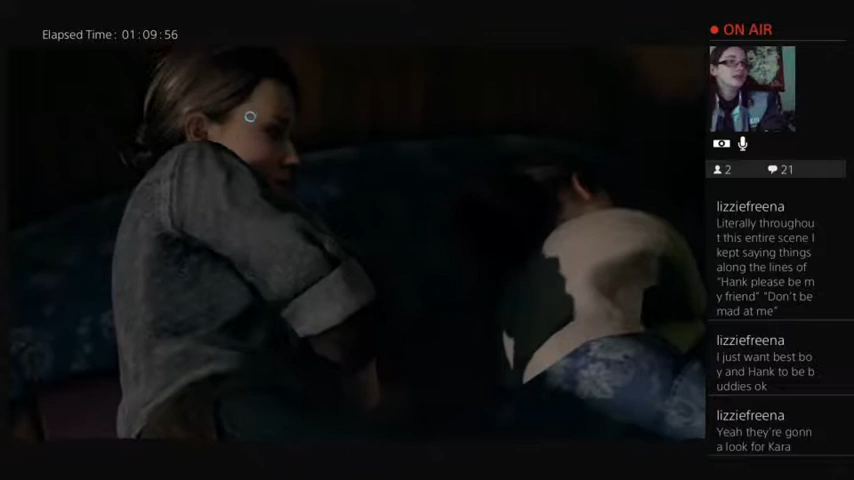 Elapsed Time: 01:09:56
ON AIR
2
21
lizziefreena
Literally throughou
t this entire scene I
kept saying things
along the lines of
"Hank please be m
y friend" "Don't be
mad at me"
lizziefreena
I just want best bo
y and Hank to be b
uddies ok
lizziefreena
Yeah they're gonn
a look for Kara